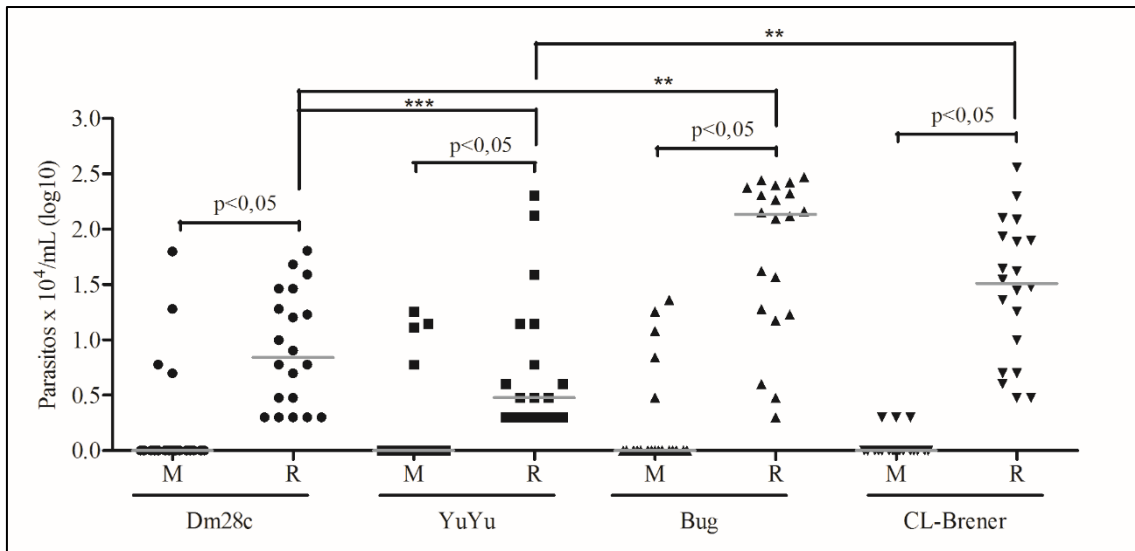 **
**
***
p<0,05
p<0,05
p<0,05
p<0,05
Parasitos x 10⁴/mL (log10)
3.0
2.5
2.0
1.5
1.0
0.5
0.0
M R M R M R M R
Dm28c YuYu Bug CL-Brener